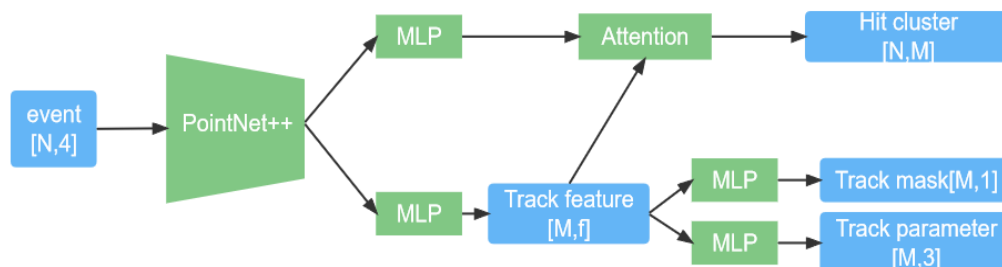 event
[N,4]
PointNet++
MLP
Attention
Hit cluster
[N,M]
MLP
Track feature
[M,f]
MLP
Track mask[M,1]
MLP
Track parameter
[M,3]